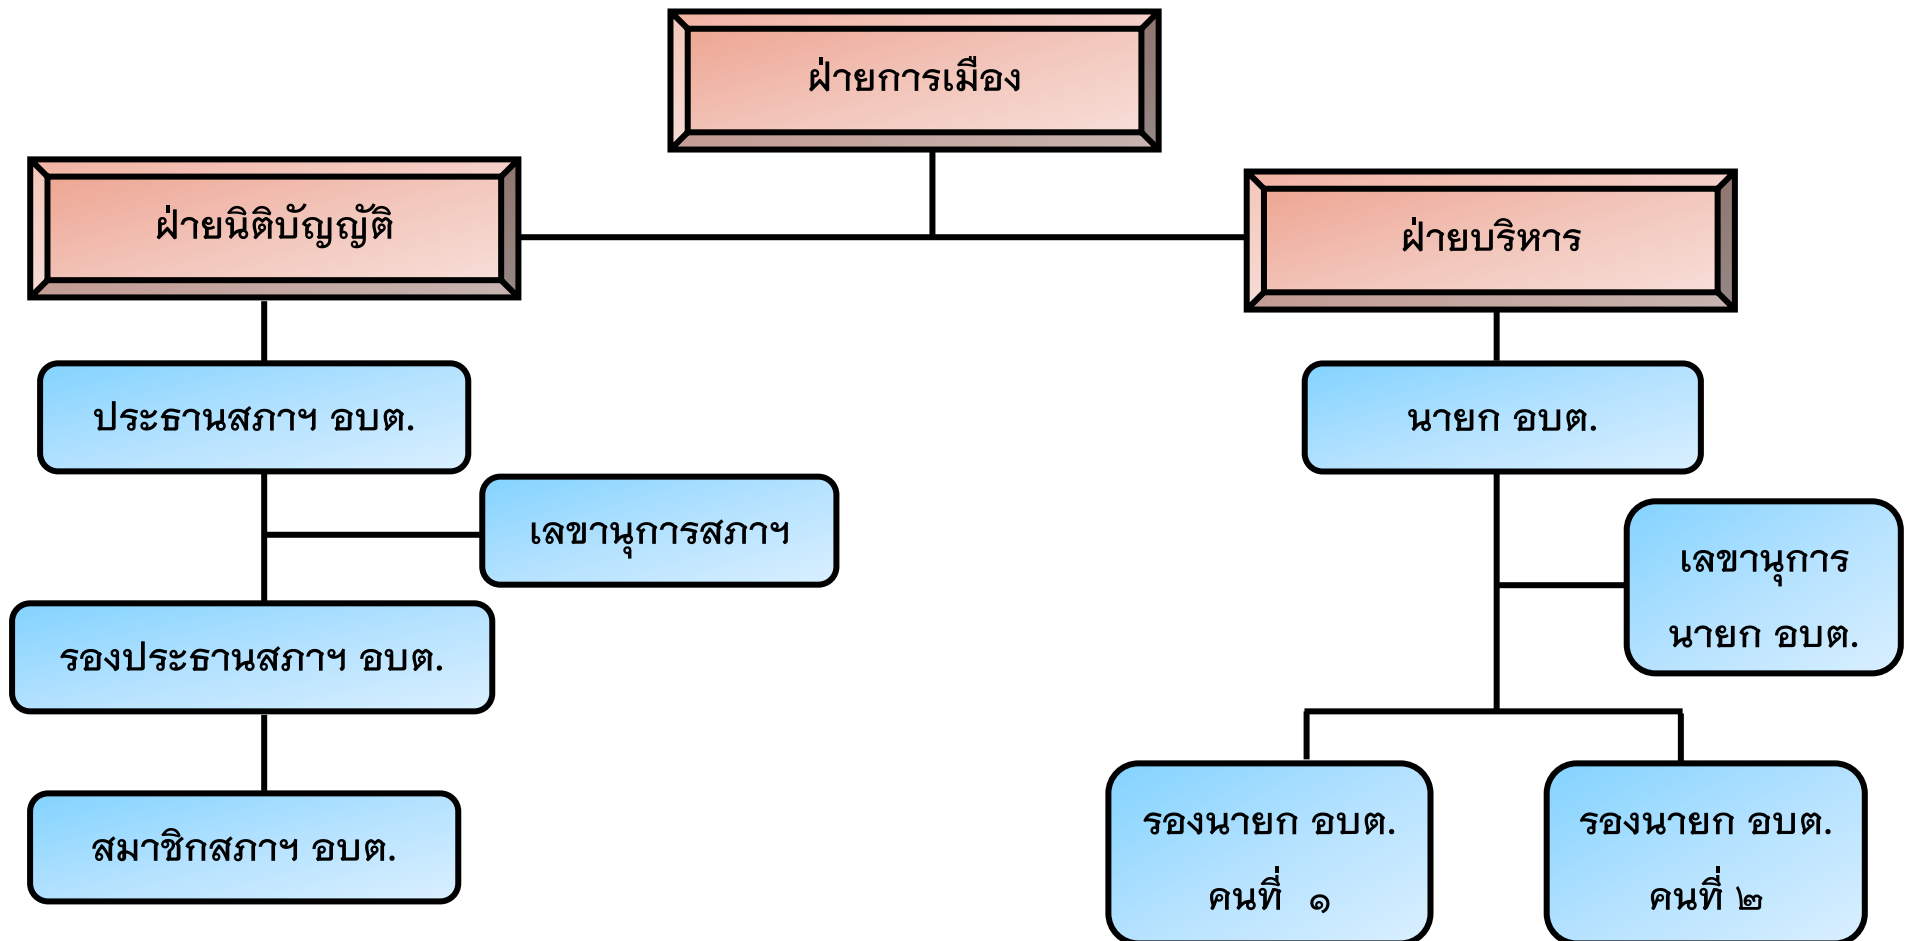 ฝ่ายการเมือง
ฝ่ายนิติบัญญัติ
ฝ่ายบริหาร
ประธานสภาฯ อบต.
นายก อบต.
เลขานุการสภาฯ
เลขานุการ
นายก อบต.
รองประธานสภาฯ อบต.
สมาชิกสภาฯ อบต.
รองนายก อบต.
คนที่ ๑
รองนายก อบต.
คนที่ ๒